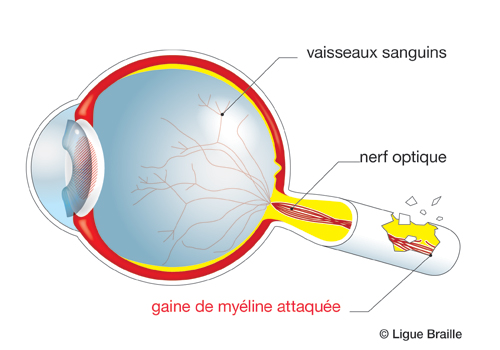 vaisseaux sanguins
nerf optique
gaine de myéline attaquée
© Ligue Braille